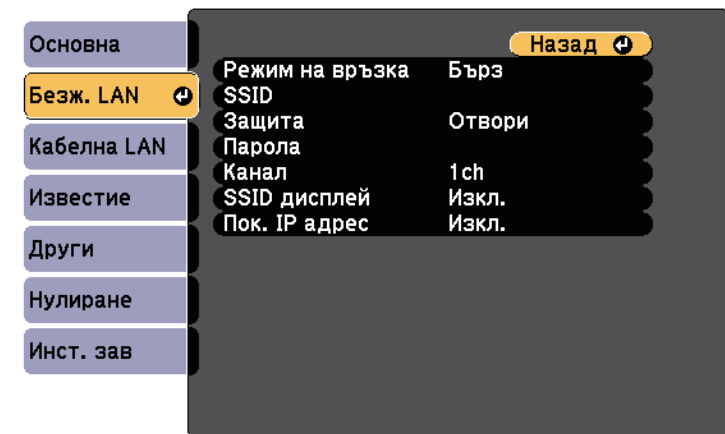 Основна
Безж. LAN
Кабелна LAN
Известие
Други
Нулиране
Инст. зав
Назад
Режим на връзка Бърз
SSID
Защита Отвори
Парола
Канал 1ch
SSID дисплей Изкл.
Пок. IP адрес Изкл.